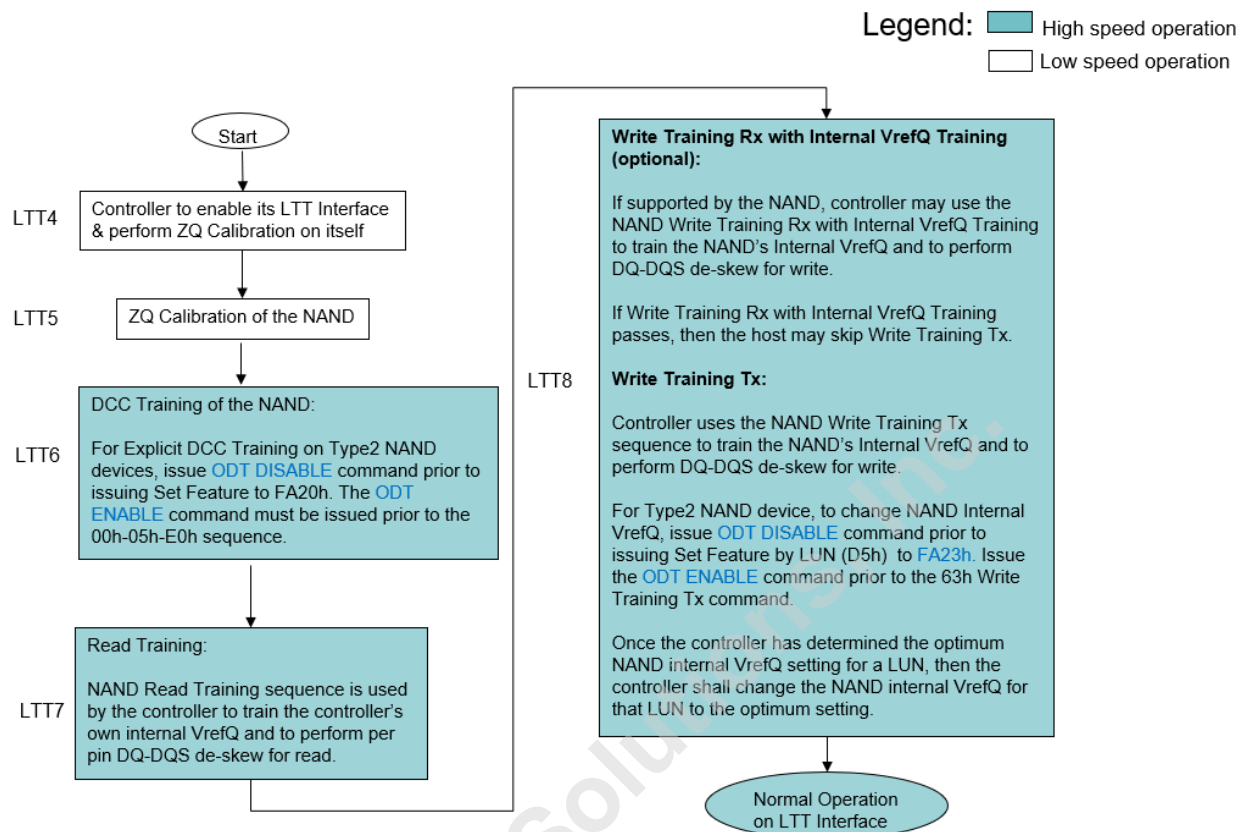 Legend:
High speed operation
Low speed operation
Start
LTT4
Controller to enable its LTT Interface
& perform ZQ Calibration on itself
LTT5
ZQ Calibration of the NAND
LTT6
DCC Training of the NAND:
For Explicit DCC Training on Type2 NAND
devices, issue ODT DISABLE command prior to
issuing Set Feature to FA20h. The ODT
ENABLE command must be issued prior to the
00h-05h-E0h sequence.
LTT7
Read Training:
NAND Read Training sequence is used
by the controller to train the controller's
own internal VrefQ and to perform per
pin DQ-DQS de-skew for read.
LTT8
Write Training Rx with Internal VrefQ Training
(optional):
If supported by the NAND, controller may use the
NAND Write Training Rx with Internal VrefQ Training
to train the NAND's Internal VrefQ and to perform
DQ-DQS de-skew for write.
If Write Training Rx with Internal VrefQ Training
passes, then the host may skip Write Training Tx.
Write Training Tx:
Controller uses the NAND Write Training Tx
sequence to train the NAND's Internal VrefQ and to
perform DQ-DQS de-skew for write.
For Type2 NAND device, to change NAND Internal
VrefQ, issue ODT DISABLE command prior to
issuing Set Feature by LUN (D5h) to FA23h. Issue
the ODT ENABLE command prior to the 63h Write
Training Tx command.
Once the controller has determined the optimum
NAND internal VrefQ setting for a LUN, then the
controller shall change the NAND internal VrefQ for
that LUN to the optimum setting.
Normal Operation
on LTT Interface
Solutions, Inc.